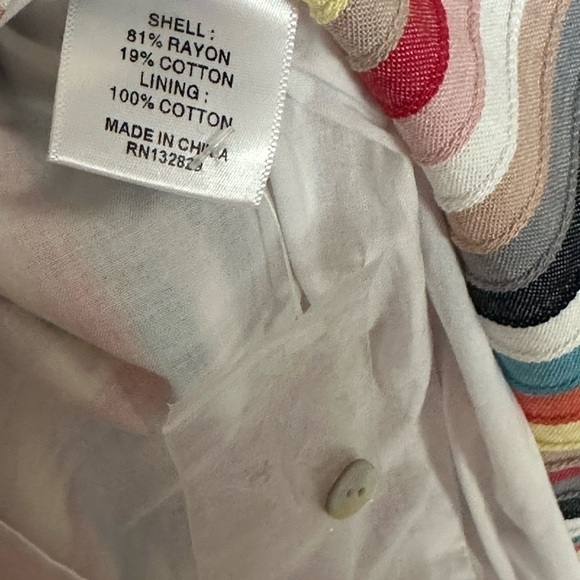 SHELL :
81% RAYON
19% COTTON
LINING :
100% COTTON
MADE IN CHINA